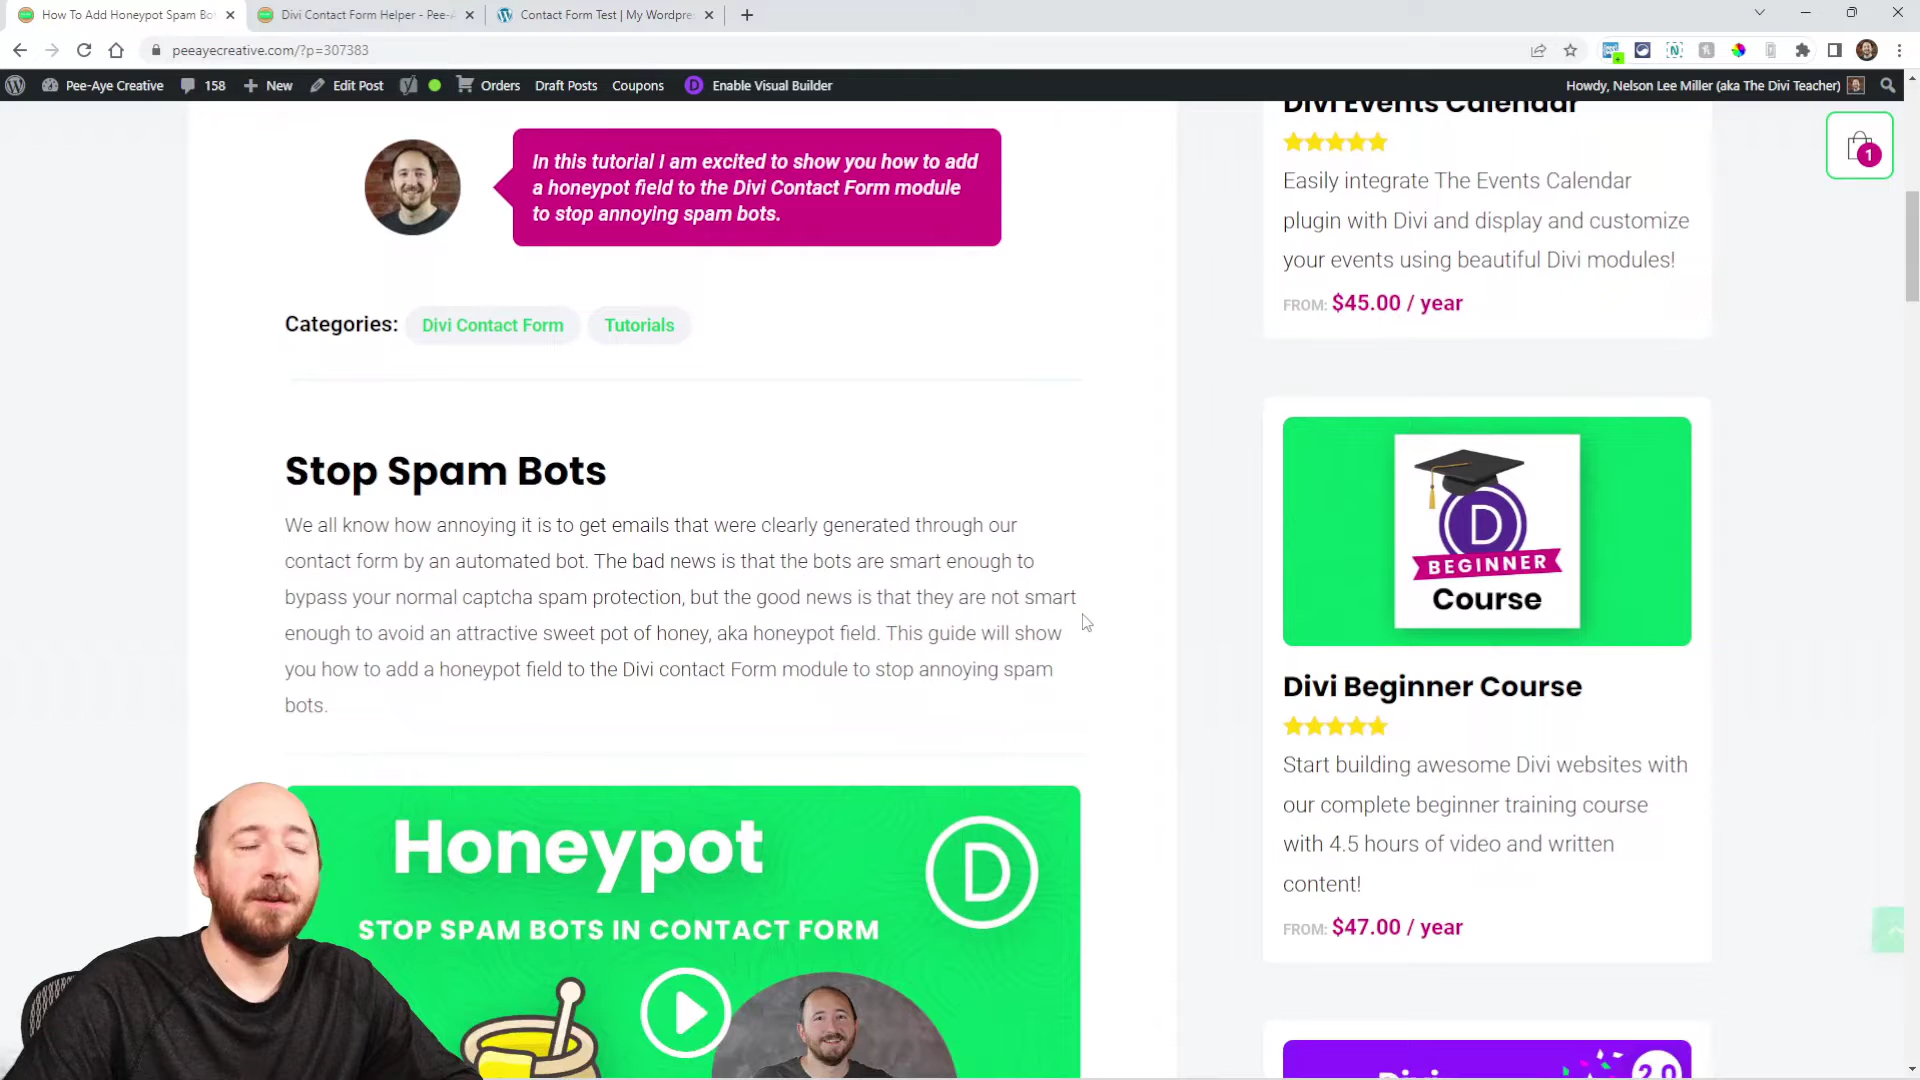 How To Add Honeypot Spam Bo
Divi Contact Form Helper - Pee-A
Contact Form Test | My Wordpre
peeayecreative.com/?p=307383
Pee-Aye Creative
158
New
Edit Post
Orders
Draft Posts
Coupons
D
Enable Visual Builder
Howdy, Nelson Lee Miller (aka The Divi Teacher)
In this tutorial I am excited to show you how to add
a honeypot field to the Divi Contact Form module
to stop annoying spam bots.
Categories:
Divi Contact Form
Tutorials
Stop Spam Bots
We all know how annoying it is to get emails that were clearly generated through our
contact form by an automated bot. The bad news is that the bots are smart enough to
bypass your normal captcha spam protection, but the good news is that they are not smart
enough to avoid an attractive sweet pot of honey, aka honeypot field. This guide will show
you how to add a honeypot field to the Divi contact Form module to stop annoying spam
bots.
Honeypot
D
STOP SPAM BOTS IN CONTACT FORM
Divi Events Calendar
Easily integrate The Events Calendar
plugin with Divi and display and customize
your events using beautiful Divi modules!
FROM: $45.00 / year
1
D
BEGINNER
Course
Divi Beginner Course
Start building awesome Divi websites with
our complete beginner training course
with 4.5 hours of video and written
content!
FROM: $47.00 / year
Divi
2.0